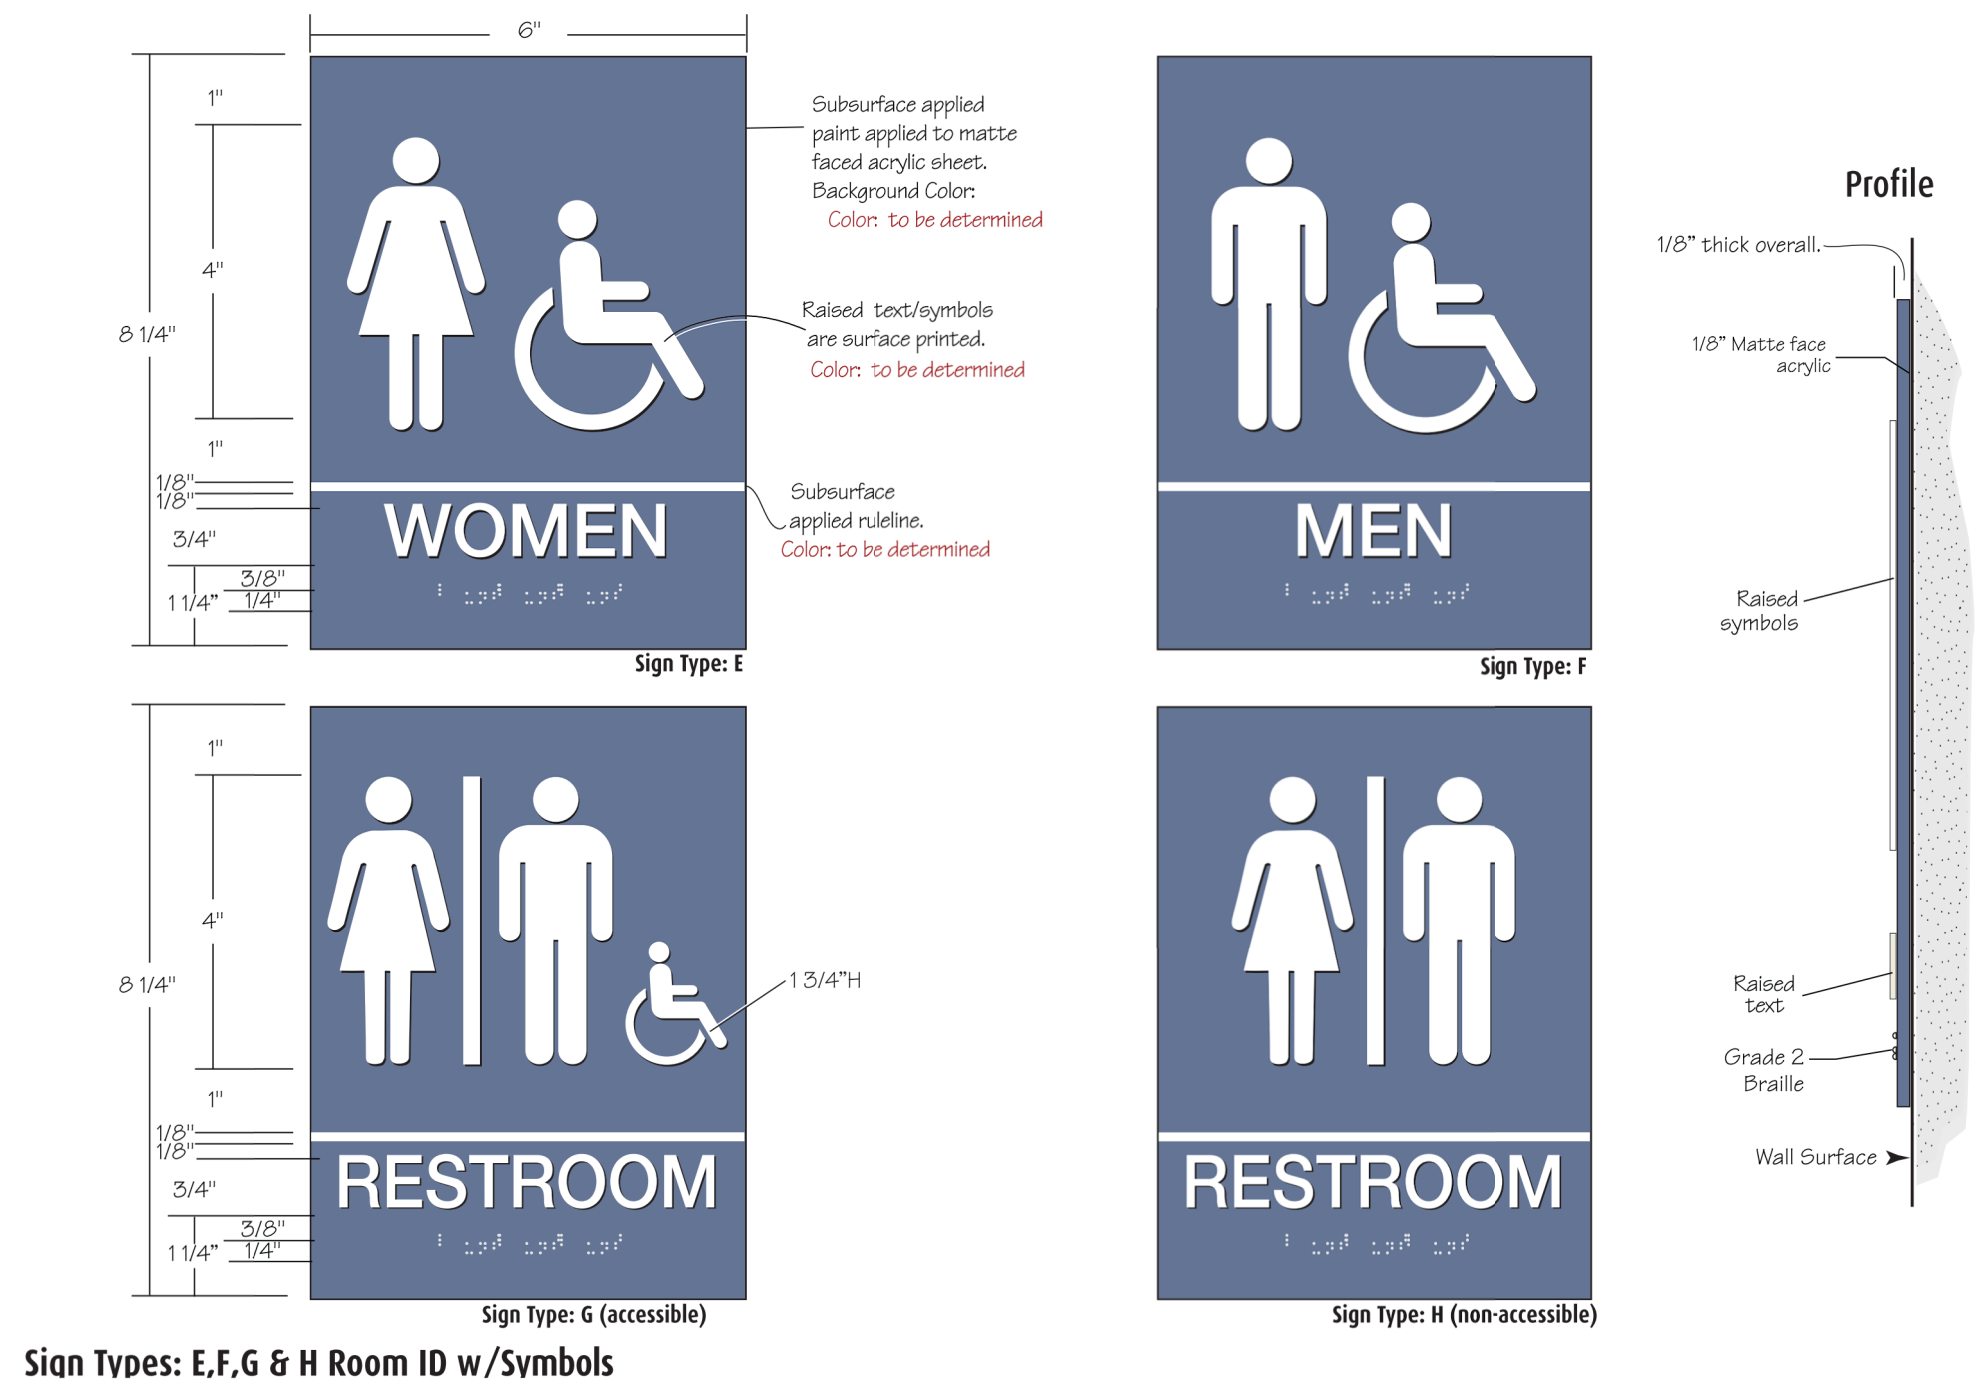 6"
1"
4"
8 1/4"
1"
1/8"
1/8"
3/4"
3/8"
1 1/4”
1/4"
Subsurface applied
paint applied to matte
faced acrylic sheet.
Background Color:
Color: to be determined
Raised text/symbols
are surface printed.
Color: to be determined
Subsurface
applied ruleline.
Color: to be determined
WOMEN
Sign Type: E
MEN
Sign Type: F
Profile
1/8” thick overall.
1/8” Matte face
acrylic
Raised
symbols
Raised
text
Grade 2
Braille
Wall Surface
1"
4"
8 1/4"
1"
1/8"
1/8"
3/4"
3/8"
1 1/4”
1/4"
1 3/4”H
RESTROOM
Sign Type: G (accessible)
RESTROOM
Sign Type: H (non-accessible)
Sign Types: E,F,G & H Room ID w/Symbols